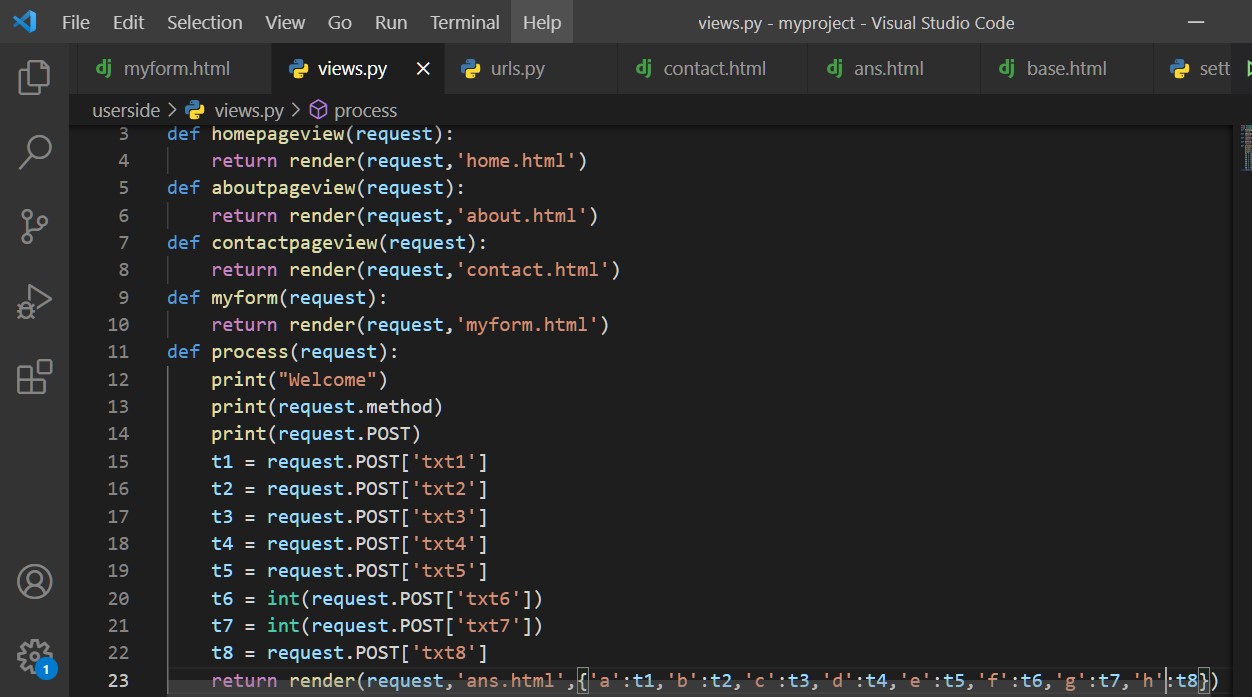 File Edit Selection View Go Run Terminal Help views.py - myproject - Visual Studio Code
myform.html views.py urls.py contact.html ans.html base.html sett
userside > views.py > process
3 def homepageview(request):
4 return render(request,'home.html')
5 def aboutpageview(request):
6 return render(request,'about.html')
7 def contactpageview(request):
8 return render(request,'contact.html')
9 def myform(request):
10 return render(request,'myform.html')
11 def process(request):
12 print("Welcome")
13 print(request.method)
14 print(request.POST)
15 t1 = request.POST['txt1']
16 t2 = request.POST['txt2']
17 t3 = request.POST['txt3']
18 t4 = request.POST['txt4']
19 t5 = request.POST['txt5']
20 t6 = int(request.POST['txt6'])
21 t7 = int(request.POST['txt7'])
22 t8 = request.POST['txt8']
23 return render(request,'ans.html',{'a':t1,'b':t2,'c':t3,'d':t4,'e':t5,'f':t6,'g':t7,'h':t8})
1